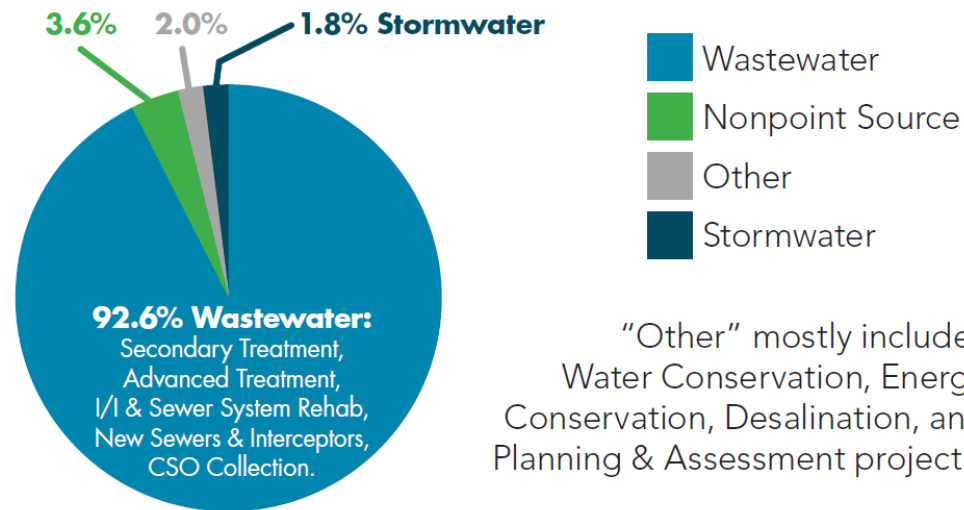 3.6% 2.0% 1.8% Stormwater
92.6% Wastewater:
Secondary Treatment,
Advanced Treatment,
I/I & Sewer System Rehab,
New Sewers & Interceptors,
CSO Collection.
Wastewater
Nonpoint Source
Other
Stormwater
“Other” mostly include
Water Conservation, Energ
Conservation, Desalination, an
Planning & Assessment project